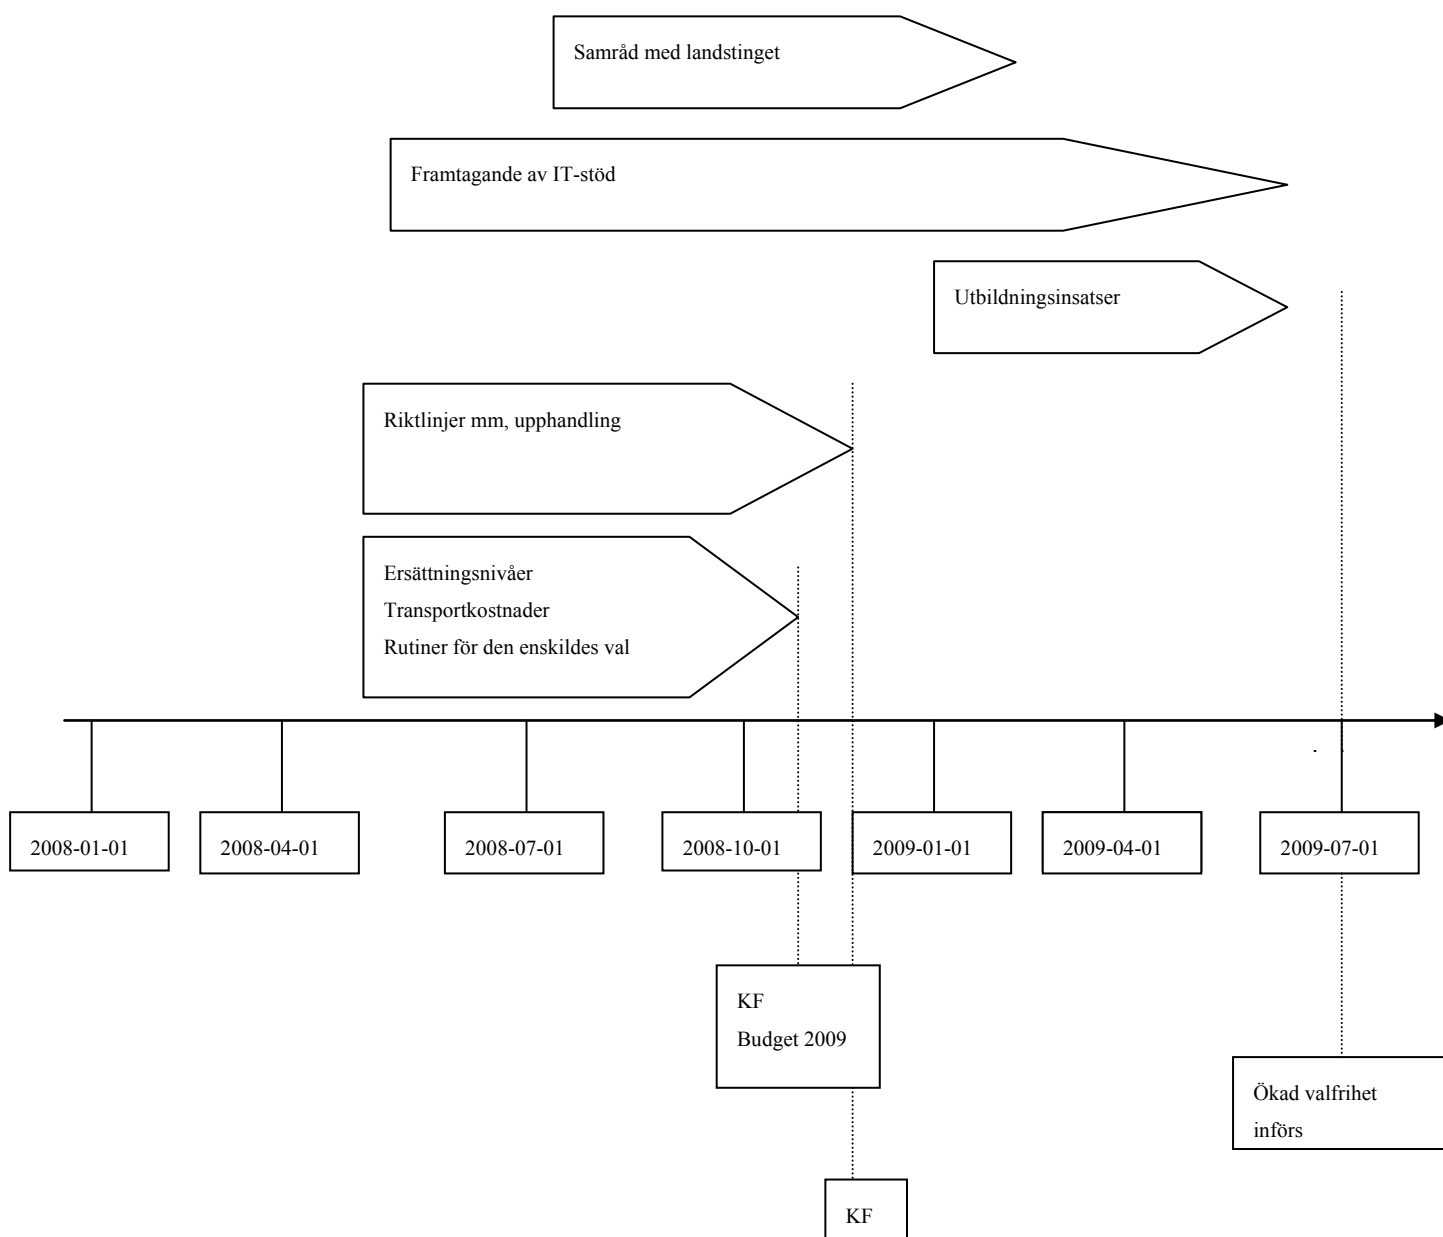 Samråd med landstinget
Framtagande av IT-stöd
Utbildningsinsatser
Riktlinjer mm, upphandling
Ersättningsnivåer
Transportkostnader
Rutiner för den enskildes val
2008-01-01
2008-04-01
2008-07-01
2008-10-01
2009-01-01
2009-04-01
2009-07-01
KF
Budget 2009
Ökad valfrihet
införs
KF